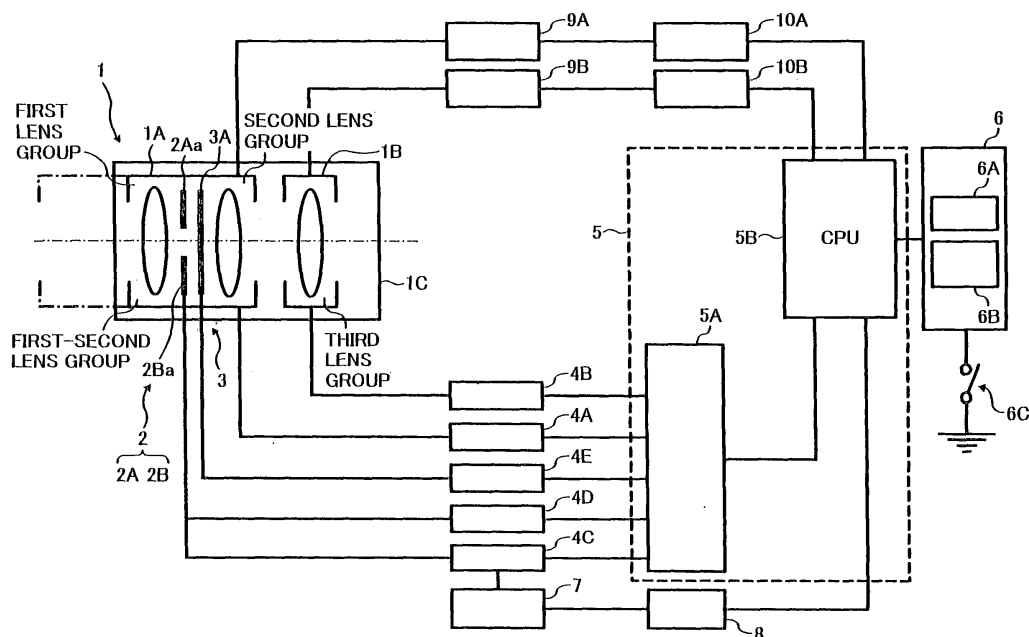 9A
10A
9B
10B
1
FIRST
LENS
GROUP
1A
2Aa
3A
SECOND LENS
GROUP
1B
6
6A
5
5B
CPU
6B
1C
FIRST-SECOND
LENS GROUP
2Ba
3
THIRD
LENS
GROUP
5A
4B
6C
4A
2
2A 2B
4E
4D
4C
7
8